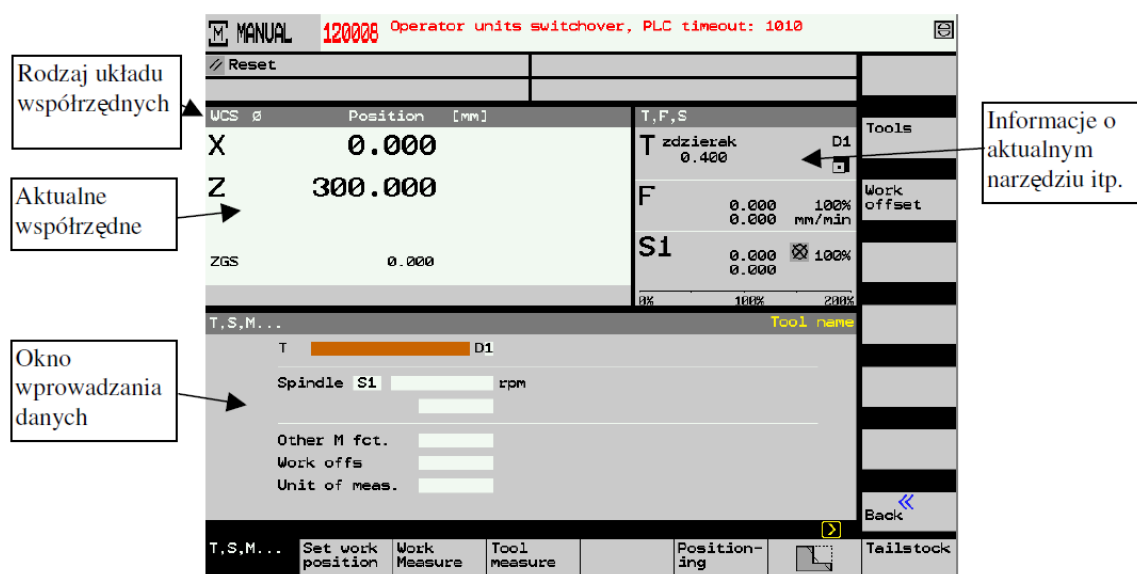 M MANUAL 120008 Operator units switchover, PLC timeout: 1010
Rodzaj układu
współrzędnych
Reset
WCS ø Position [mm]
X 0.000
Z 300.000
ZGS 0.000
Aktualne
współrzędne
T,F,S
T zdzierak D1
0.400
F 0.000 100%
0.000 mm/min
S1 0.000 100%
0.000
0% 100% 200%
Tools
Work
offset
Informacje o
aktualnym
narzędziu itp.
T,S,M... Tool name
T D1
Spindle S1 rpm
Other M fct.
Work offs
Unit of meas.
Okno
wprowadzania
danych
«
Back
T,S,M...
Set work
position
Work
Measure
Tool
measure
Position-
ing
Tailstock